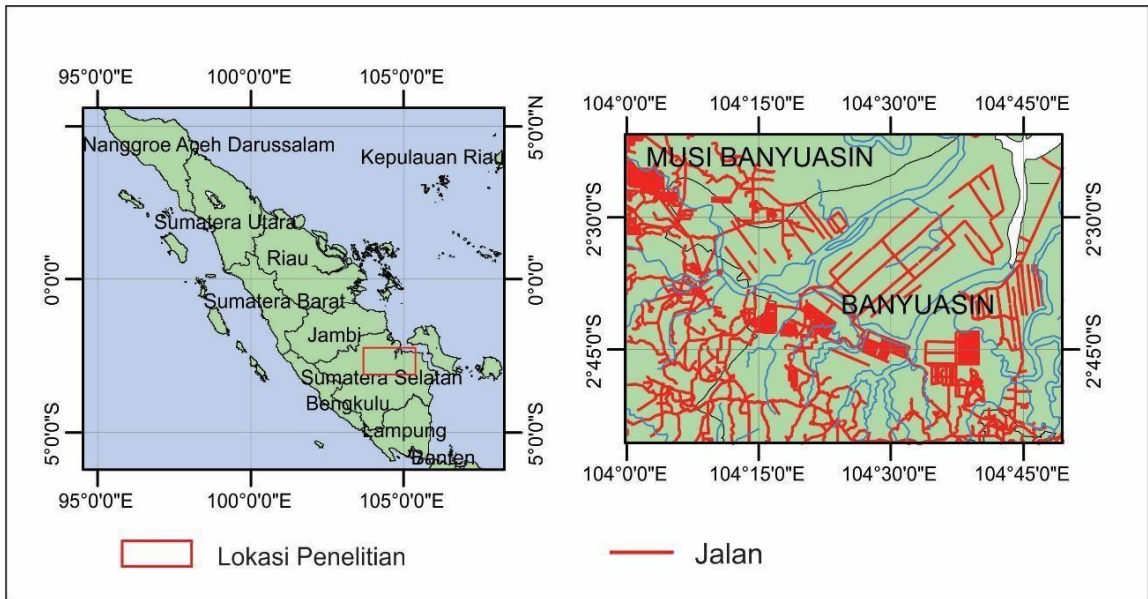 95°0'0"E 100°0'0"E 105°0'0"E
5°0'0"N
0°0'0"
0°0'0"
5°0'0"S
5°0'0"S
Nanggroe Aceh Darussalam
Kepulauan Riau
Sumatera Utara
Riau
Sumatera Barat
Jambi
Sumatera Selatan
Bengkulu
Lampung
Banten
95°0'0"E 100°0'0"E 105°0'0"E
104°0'0"E 104°15'0"E 104°30'0"E 104°45'0"E
MUSI BANYUASIN
2°30'0"S
2°30'0"S
BANYUASIN
2°45'0"S
2°45'0"S
104°0'0"E 104°15'0"E 104°30'0"E 104°45'0"E
Lokasi Penelitian
Jalan